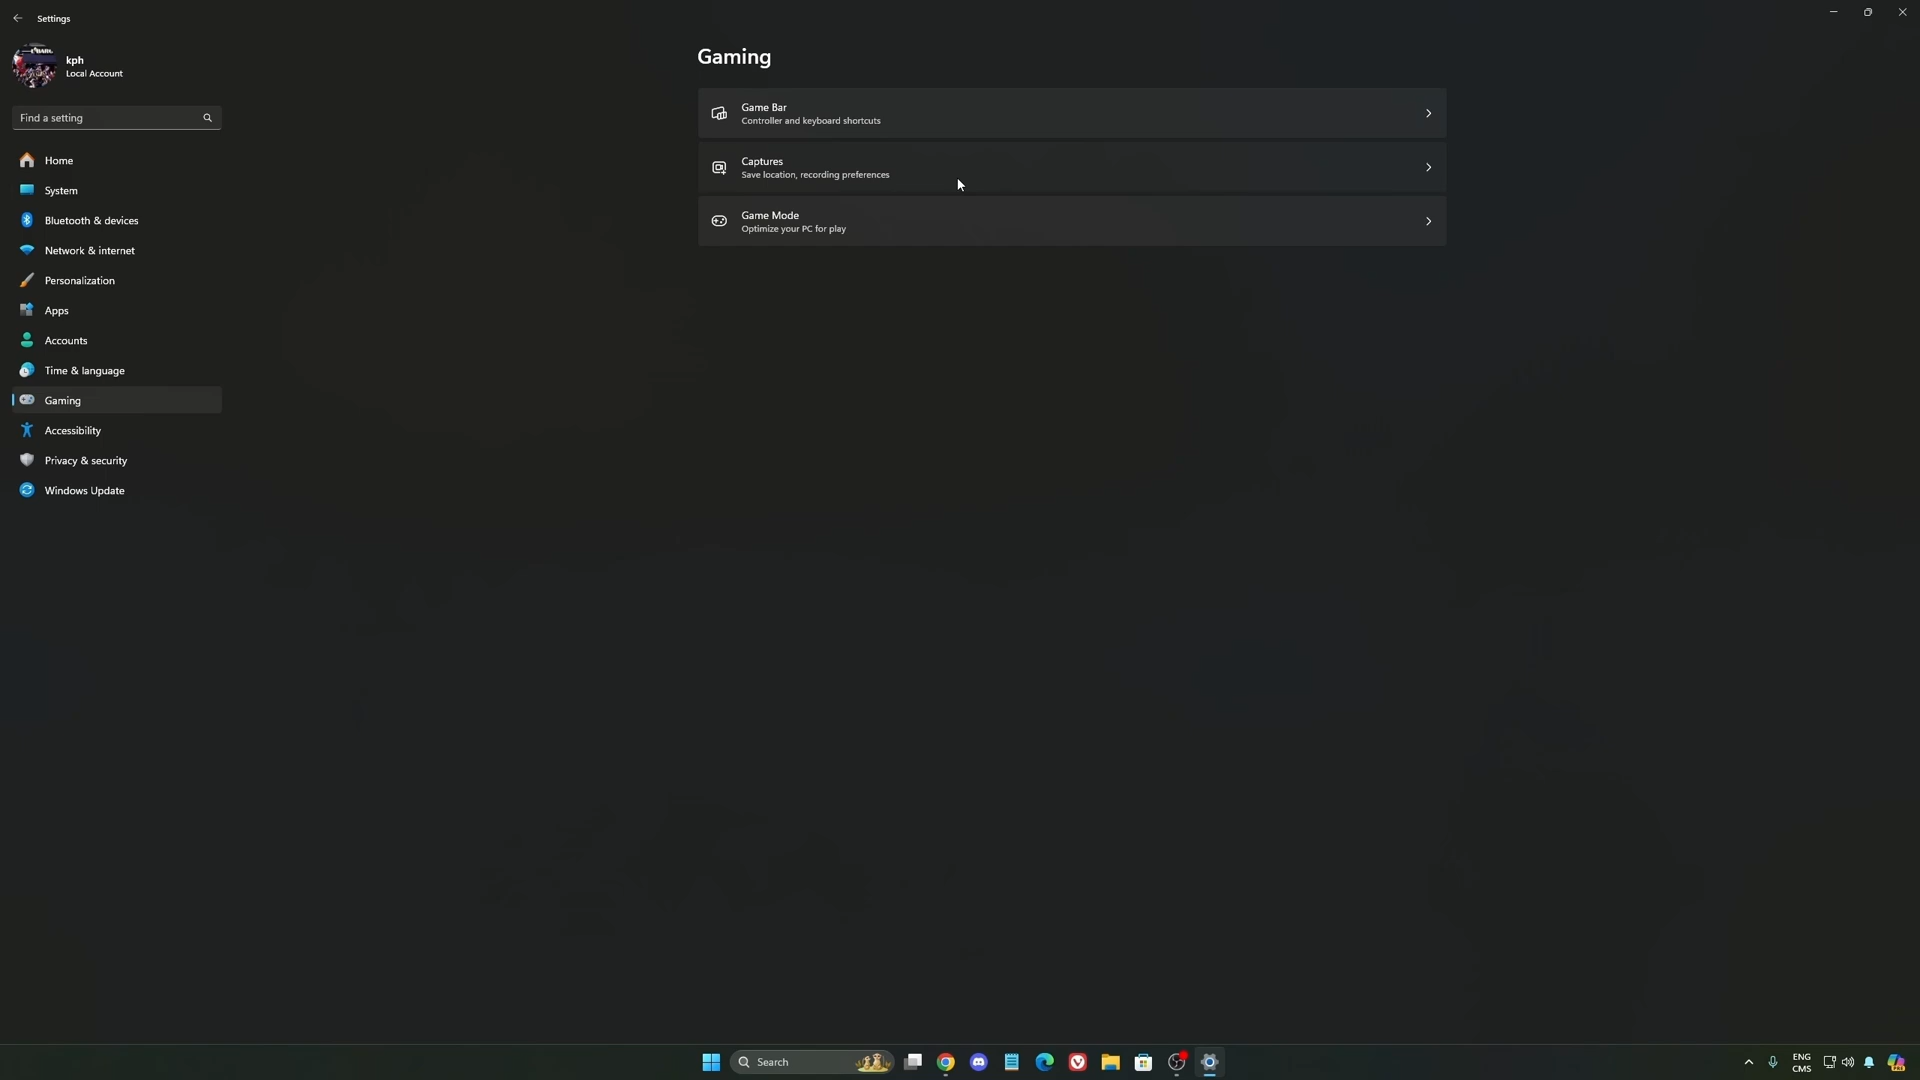 Settings
kph
Local Account
Find a setting
Home
System
Bluetooth & devices
Network & internet
Personalization
Apps
Accounts
Time & language
Gaming
Accessibility
Privacy & security
Windows Update
Gaming
Game Bar
Controller and keyboard shortcuts
Captures
Save location, recording preferences
Game Mode
Optimize your PC for play
Search
ENG
CMS